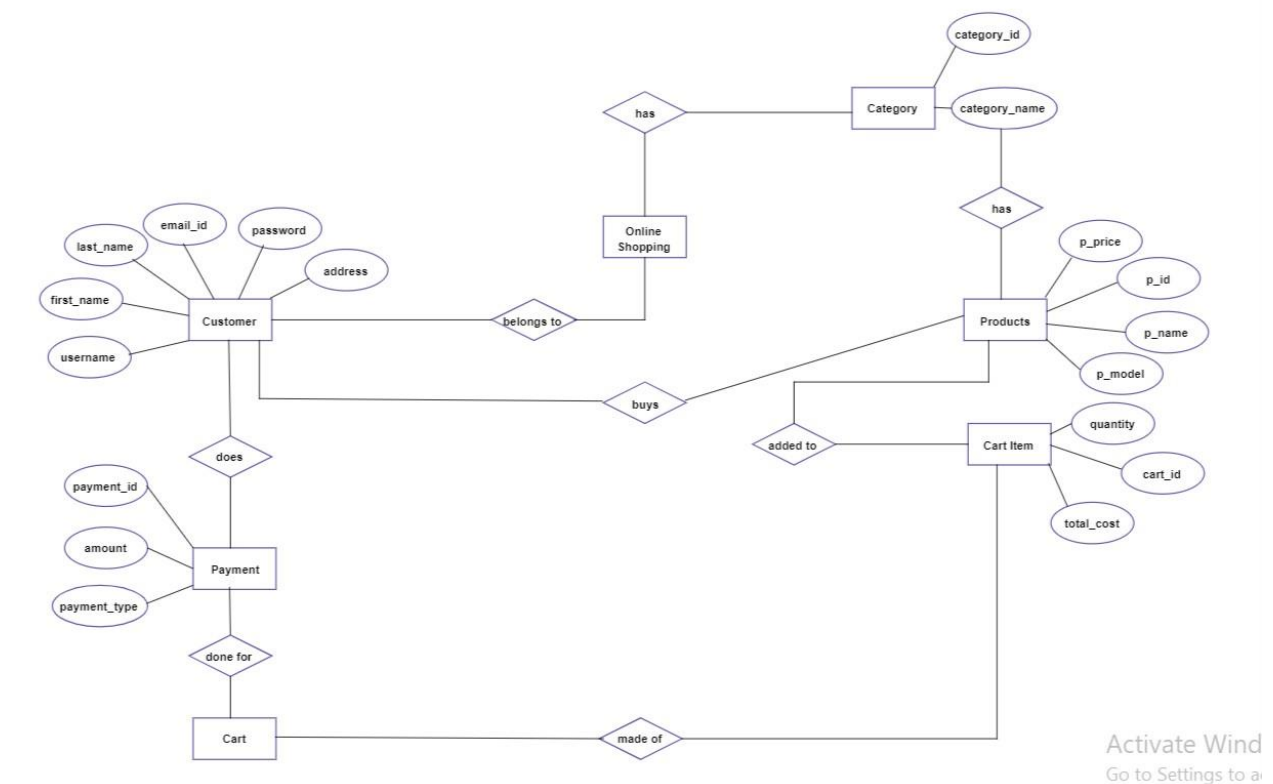 category_id
Category
category_name
has
has
Online
Shopping
email_id
password
last_name
address
first_name
Customer
username
belongs to
p_price
p_id
Products
p_name
p_model
buys
added to
quantity
Cart Item
cart_id
total_cost
does
payment_id
amount
Payment
payment_type
done for
Cart
made of
Activate Wind
Go to Settings to a